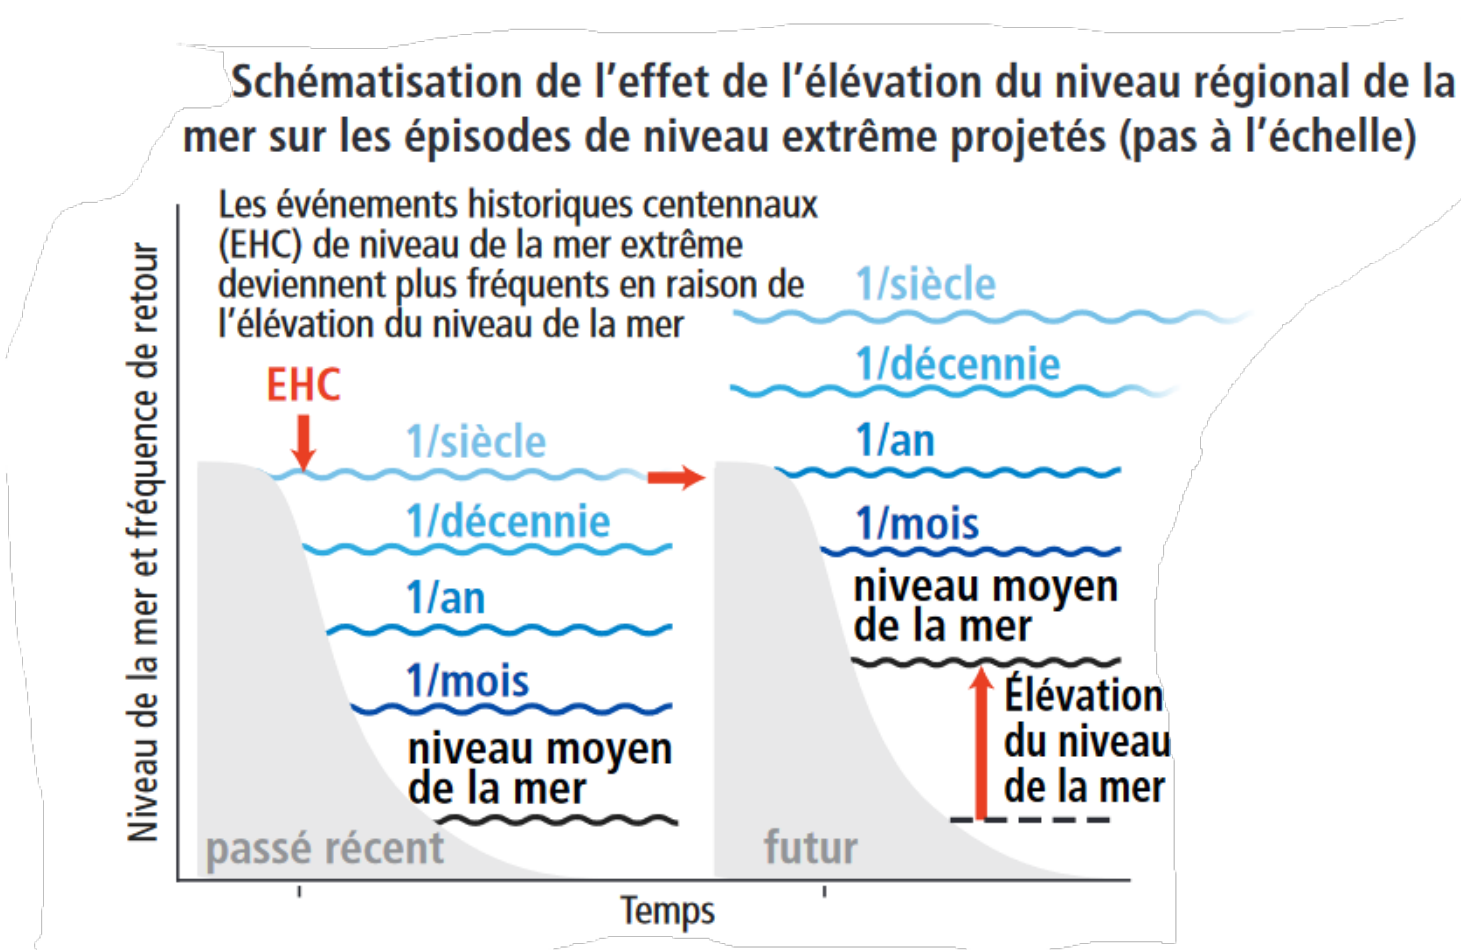 Schématisation de l'effet de l'élévation du niveau régional de la
mer sur les épisodes de niveau extrême projetés (pas à l'échelle)
Les événements historiques centennaux
(EHC) de niveau de la mer extrême
deviennent plus fréquents en raison de
l'élévation du niveau de la mer
Niveau de la mer et fréquence de retour
EHC
1/siècle
1/décennie
1/an
1/mois
niveau moyen
de la mer
passé récent
1/siècle
1/décennie
1/an
1/mois
niveau moyen
de la mer
Élévation
du niveau
de la mer
futur
Temps